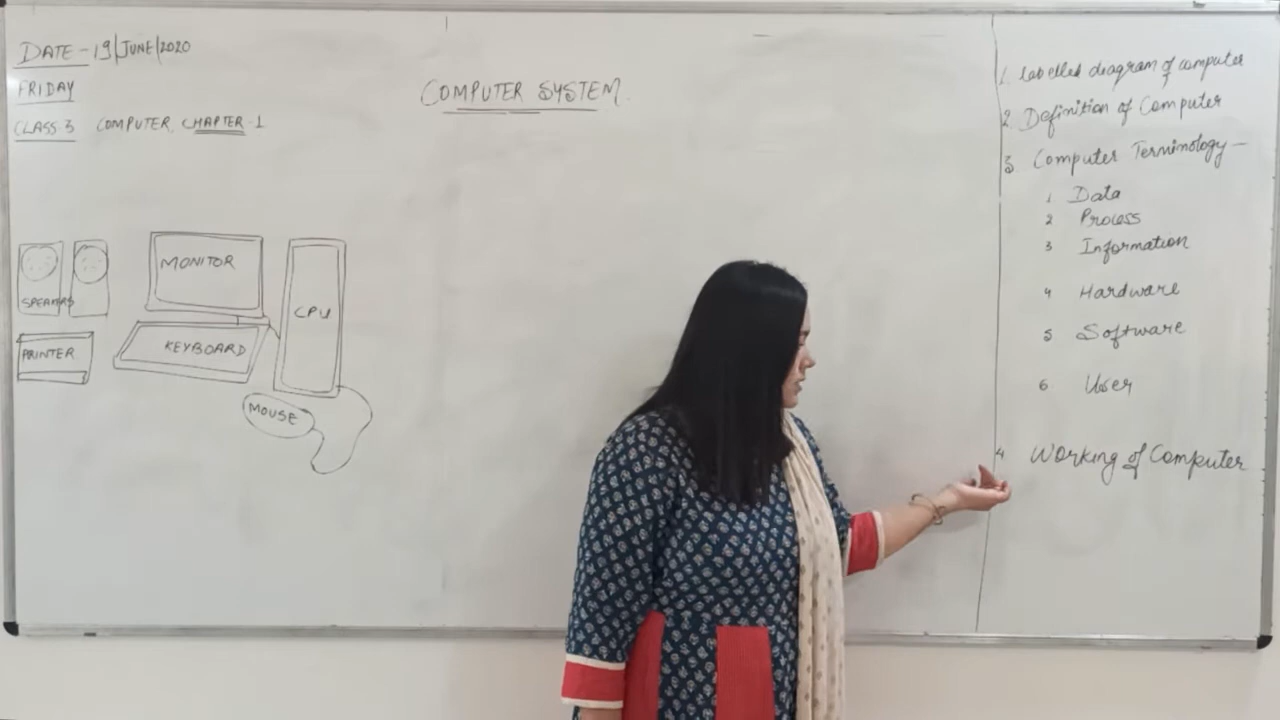 DATE - 19/JUNE/2020
FRIDAY
CLASS 3 COMPUTER CHAPTER-1
COMPUTER SYSTEM.
SPEAKERS
PRINTER
MONITOR
KEYBOARD
CPU
MOUSE
1. labelled diagram of computer
2. Definition of Computer
3 Computer Terminology -
1 Data
2 Process
3 Information
4 Hardware
5 Software
6 User
4 Working of Computer